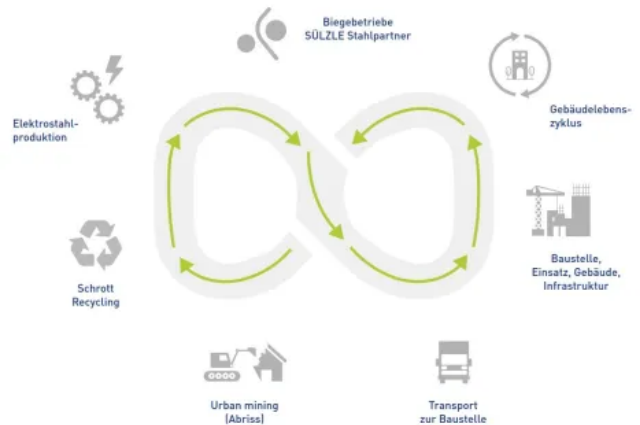 Biegebetriebe
SÜLZLE Stahlpartner
Elektrostahl-
produktion
Gebäudelebens-
zyklus
Schrott
Recycling
Baustelle,
Einsatz, Gebäude,
Infrastruktur
Urban mining
(Abriss)
Transport
zur Baustelle